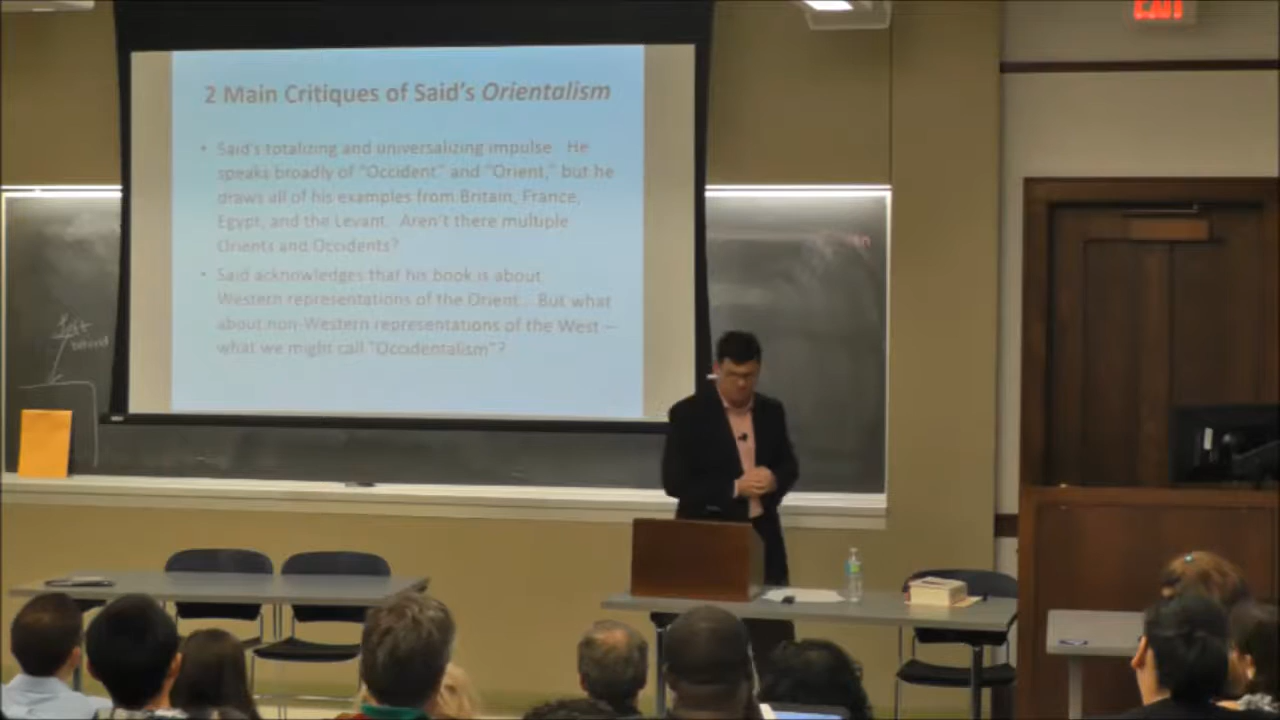 EXIT
2 Main Critiques of Said's Orientalism
• Said's totalizing and universalizing impulse. He
speaks broadly of "Occident" and "Orient," but he
draws all of his examples from Britain, France,
Egypt, and the Levant. Aren't there multiple
Orients and Occidents?
• Said acknowledges that his book is about
Western representations of the Orient. But what
about non-Western representations of the West –
what we might call "Occidentalism"?